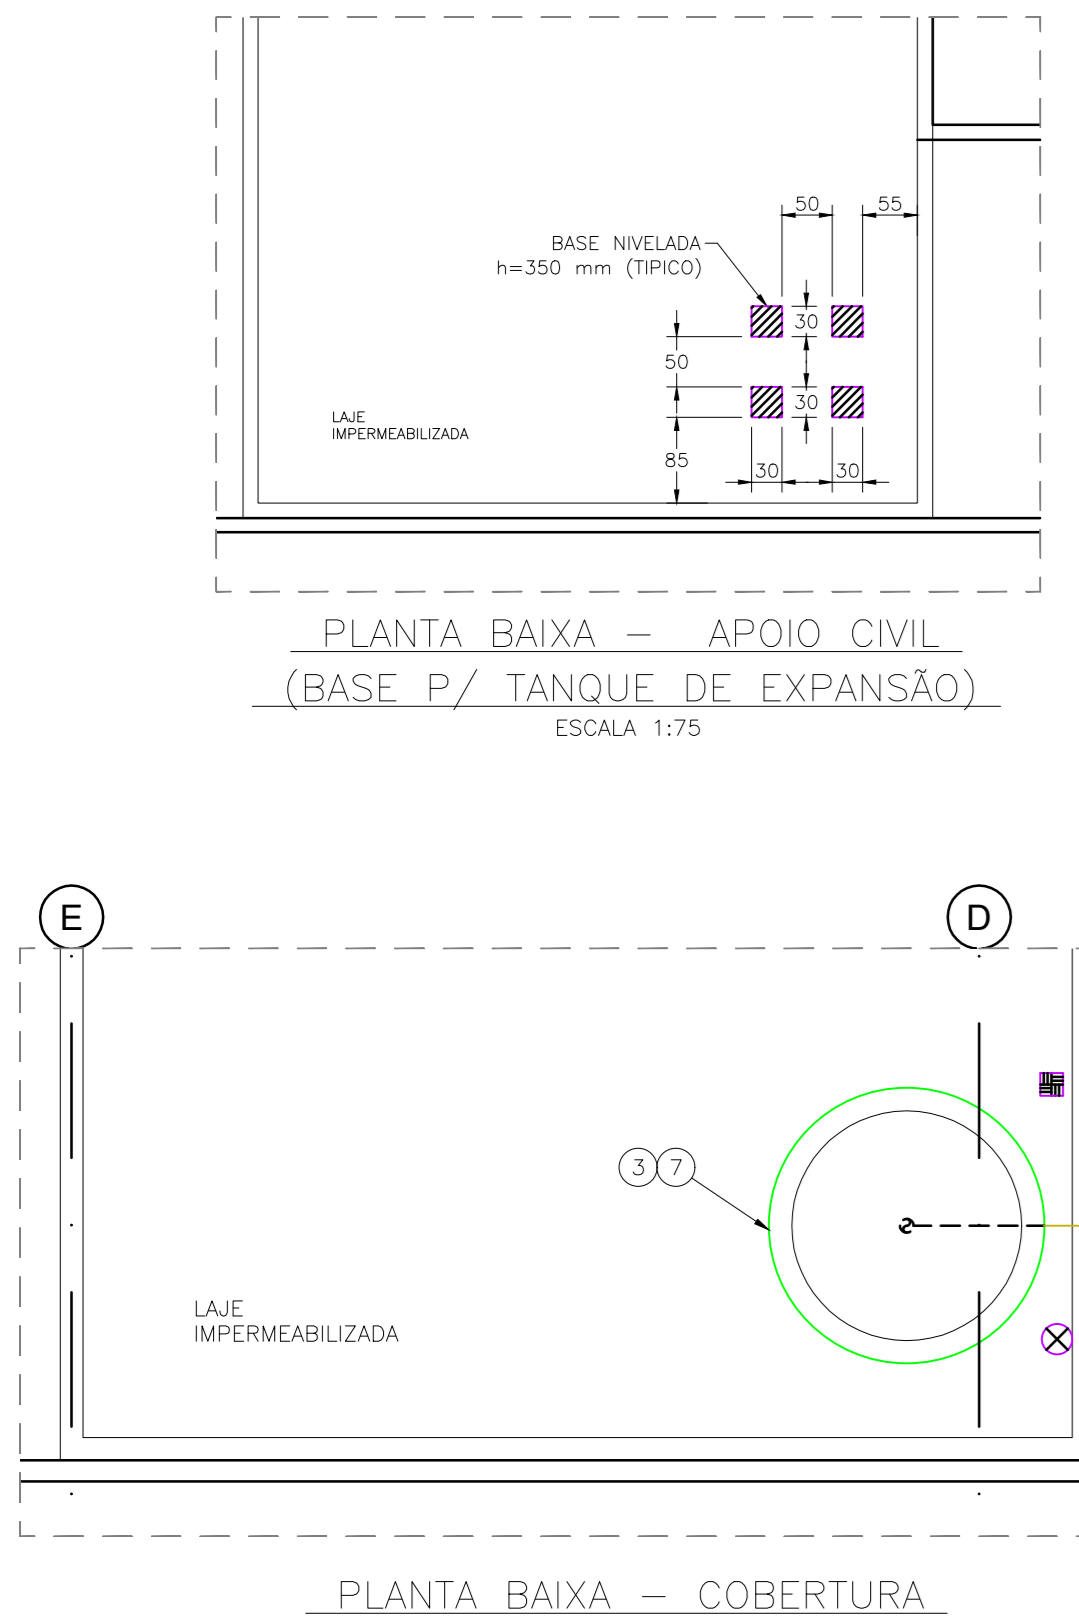 50 55
BASE NIVELADA
h=350 mm (TIPICO)
30
50
30
LAJE
IMPERMEABILIZADA
85
30 30
PLANTA BAIXA - APOIO CIVIL
(BASE P/ TANQUE DE EXPANSÃO)
ESCALA 1:75
E D
3 7
LAJE
IMPERMEABILIZADA
PLANTA BAIXA - COBERTURA